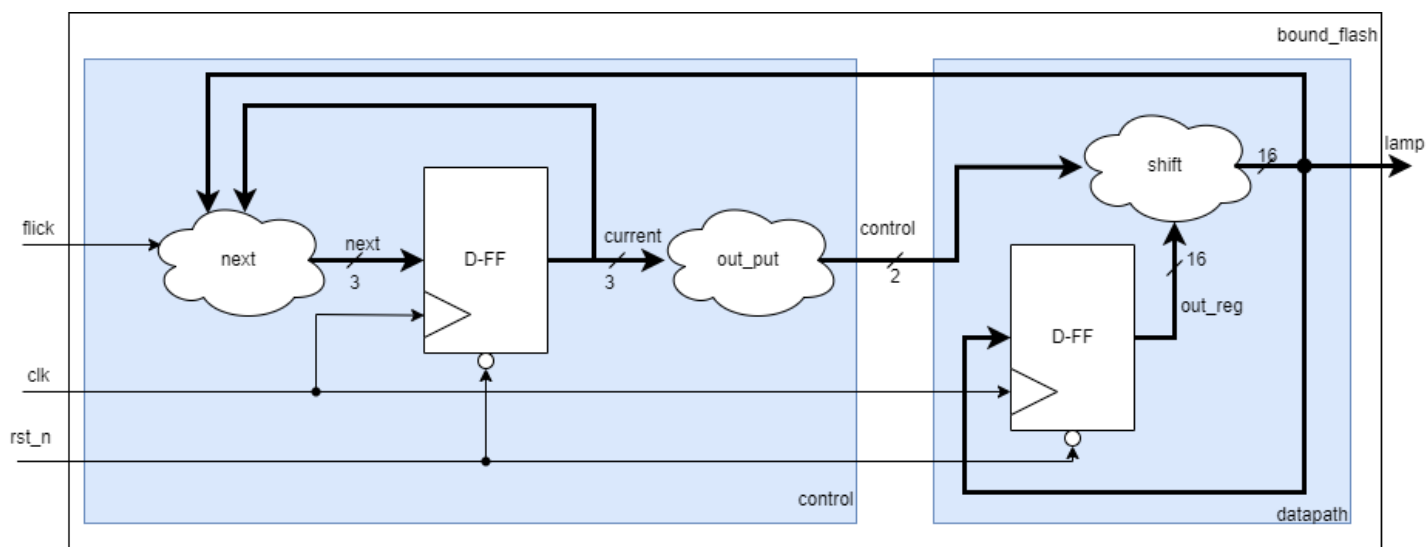 bound_flash
lamp
shift
16
flick
next
next
3
D-FF
current
3
out_put
control
2
16
out_reg
D-FF
clk
rst_n
control
datapath